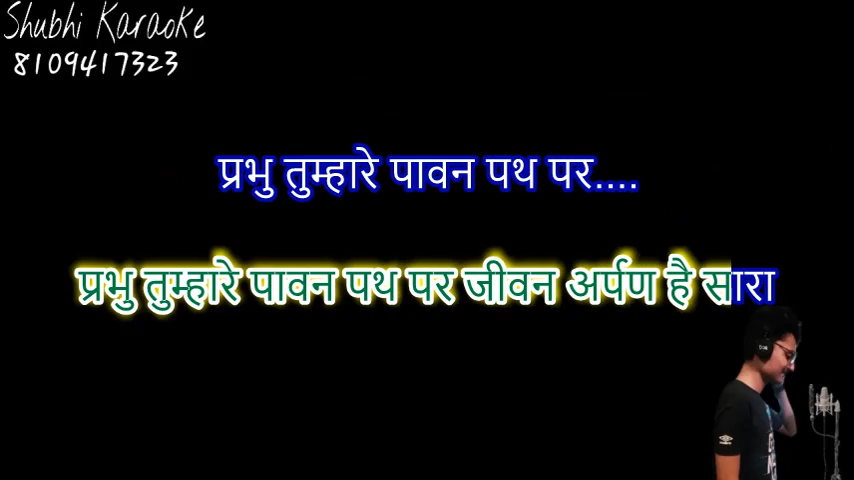 Shubhi Karaoke
8109417323
प्रभु तुम्हारे पावन पथ पर....
प्रभु तुम्हारे पावन पथ पर जीवन अर्पण है सारा